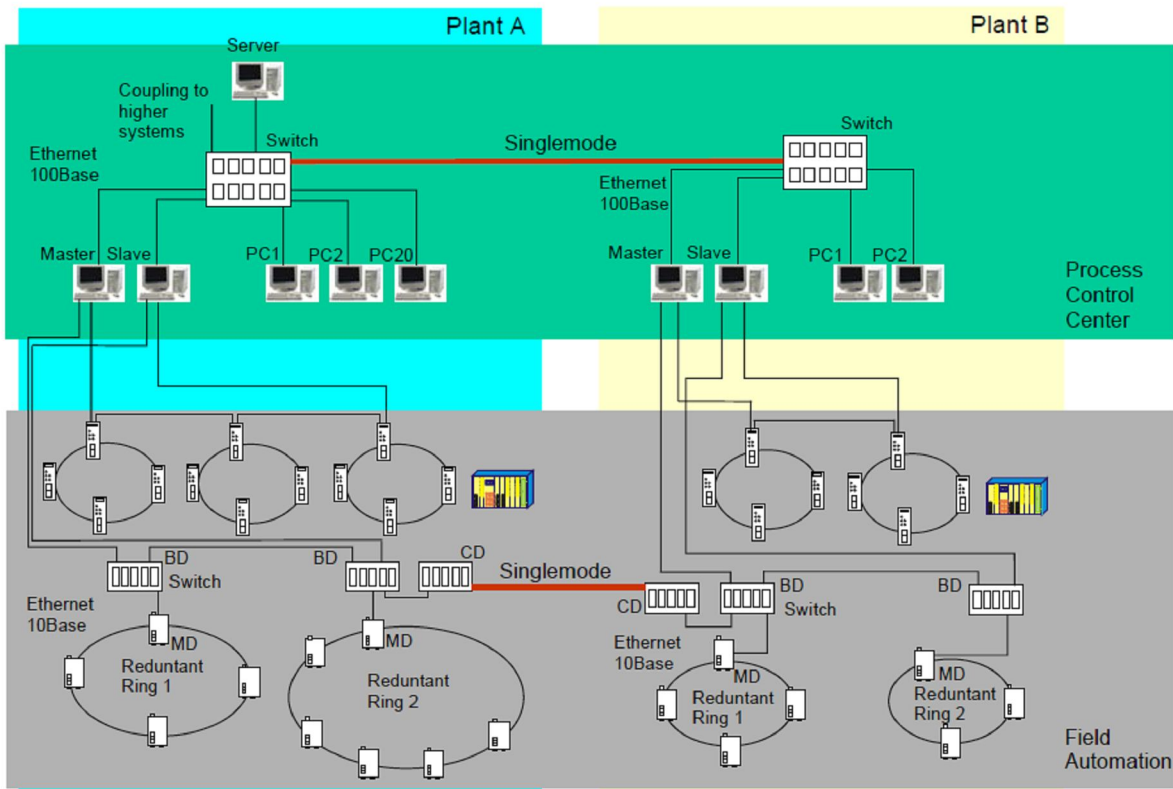 Plant A
Plant B
Server
Coupling to
higher
systems
Switch
Singlemode
Switch
Ethernet
100Base
Ethernet
100Base
Master
Slave
PC1
PC2
PC20
Master
Slave
PC1
PC2
Process
Control
Center
BD
Switch
BD
CD
Singlemode
CD
BD
Switch
BD
Ethernet
10Base
MD
Reduntant
Ring 1
MD
Reduntant
Ring 2
Ethernet
10Base
MD
Reduntant
Ring 1
MD
Reduntant
Ring 2
Field
Automation